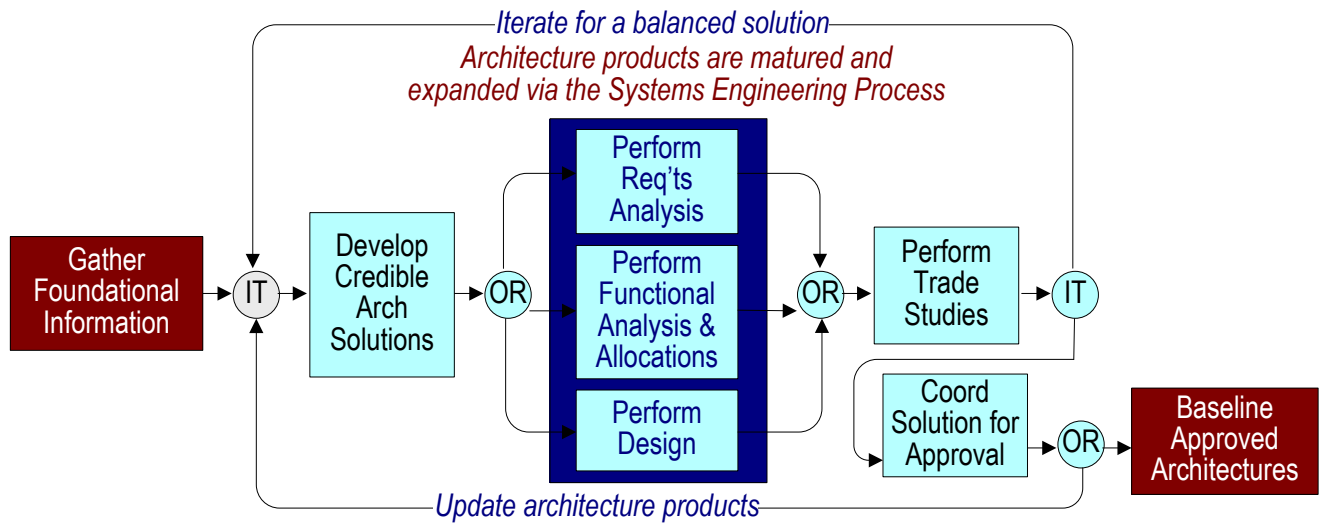 Iterate for a balanced solution
Architecture products are matured and
expanded via the Systems Engineering Process
Gather
Foundational
Information
IT
Develop
Credible
Arch
Solutions
OR
Perform
Req'ts
Analysis
Perform
Functional
Analysis &
Allocations
Perform
Design
OR
Perform
Trade
Studies
IT
Coord
Solution for
Approval
OR
Baseline
Approved
Architectures
Update architecture products